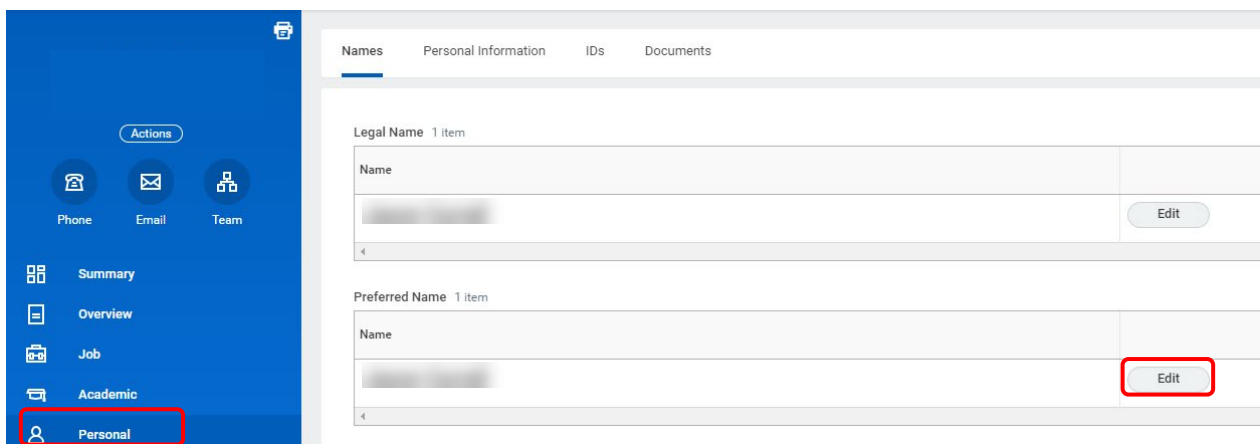 Actions
Phone Email Team
Summary
Overview
Job
Academic
Personal
Names Personal Information IDs Documents
Legal Name 1 item
Name
Edit
Preferred Name 1 item
Name
Edit